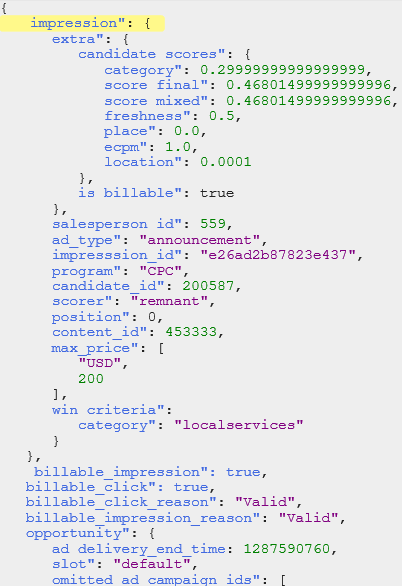 {
impression": {
extra": {
candidate scores": {
category": 0.29999999999999999,
score final": 0.46801499999999996,
score mixed": 0.46801499999999996,
freshness": 0.5,
place": 0.0,
ecpm": 1.0,
location": 0.0001
},
is billable": true
},
salesperson id": 559,
ad_type": "announcement",
impresssion_id": "e26ad2b87823e437",
program": "CPC",
candidate_id": 200587,
scorer": "remnant",
position": 0,
content_id": 453333,
max_price": [
"USD",
200
],
win criteria":
category": "localservices"
}
},
billable_impression": true,
billable_click": true,
billable_click_reason": "Valid",
billable_impression_reason": "Valid",
opportunity": {
ad delivery_end_time: 1287590760,
slot": "default",
omitted ad campaign ids": [